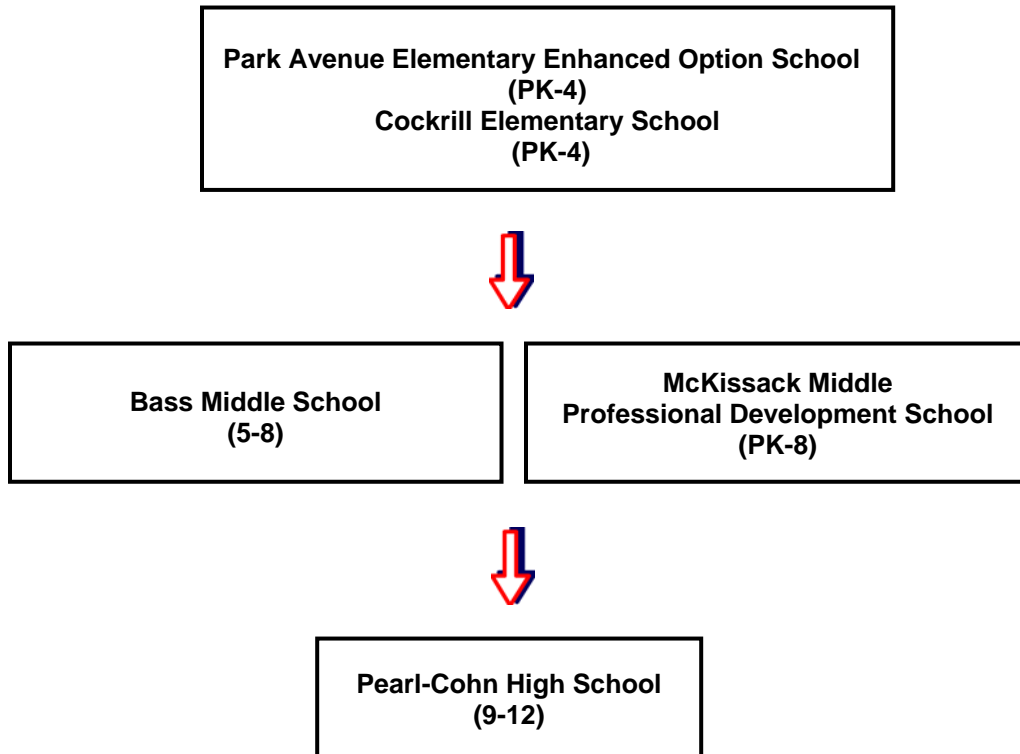 Park Avenue Elementary Enhanced Option School
(PK-4)
Cockrill Elementary School
(PK-4)
Bass Middle School
(5-8)
McKissack Middle
Professional Development School
(PK-8)
Pearl-Cohn High School
(9-12)